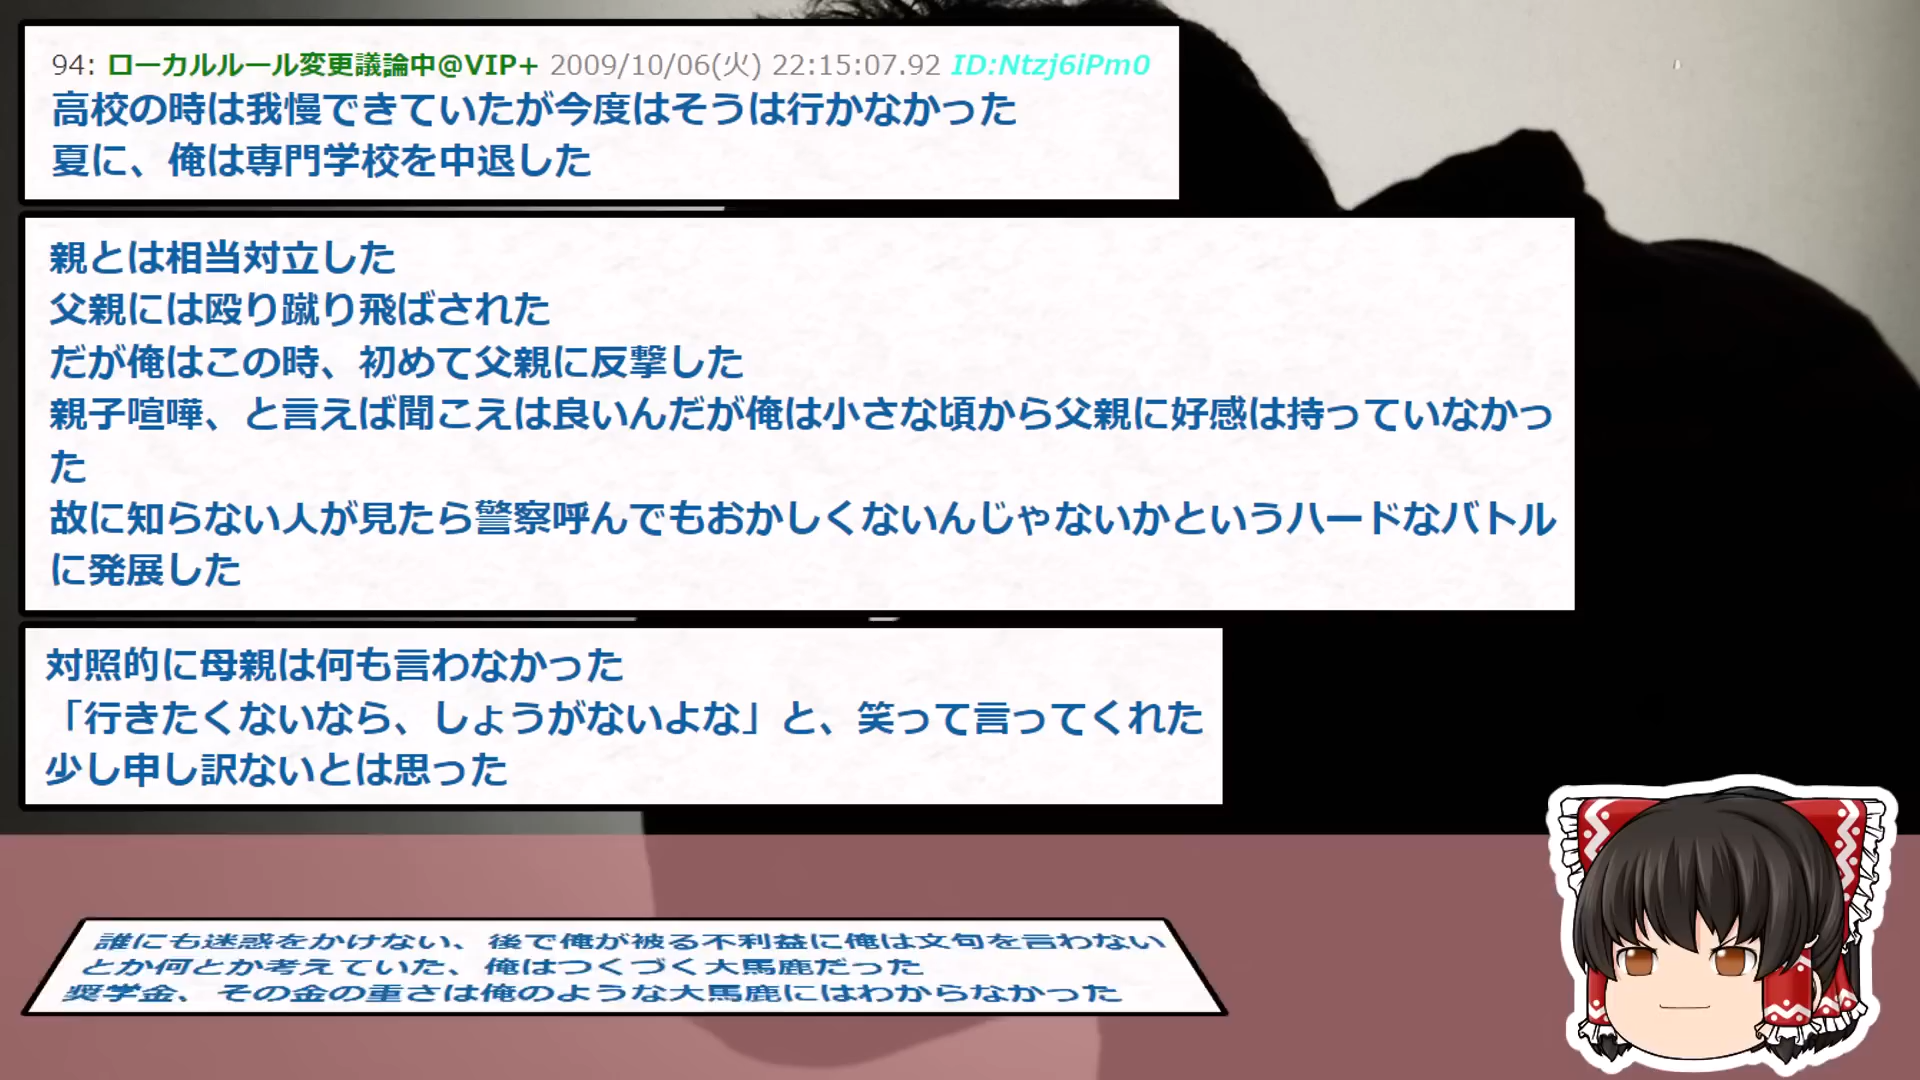 94: ローカルルール変更議論中@VIP+ 2009/10/06(火) 22:15:07.92 ID:Ntzj6iPm0
高校の時は我慢できていたが今度はそうは行かなかった
夏に、俺は専門学校を中退した
親とは相当対立した
父親には殴り蹴り飛ばされた
だが俺はこの時、初めて父親に反撃した
親子喧嘩、と言えば聞こえは良いんだが俺は小さな頃から父親に好感は持っていなかっ
た
故に知らない人が見たら警察呼んでもおかしくないんじゃないかというハードなバトル
に発展した
対照的に母親は何も言わなかった
「行きたくないなら、しょうがないよな」と、笑って言ってくれた
少し申し訳ないとは思った
誰にも迷惑をかけない、後で俺が被る不利益に俺は文句を言わない
とか何とか考えていた、俺はつくづく大馬鹿だった
奨学金、その金の重さは俺のような大馬鹿にはわからなかった